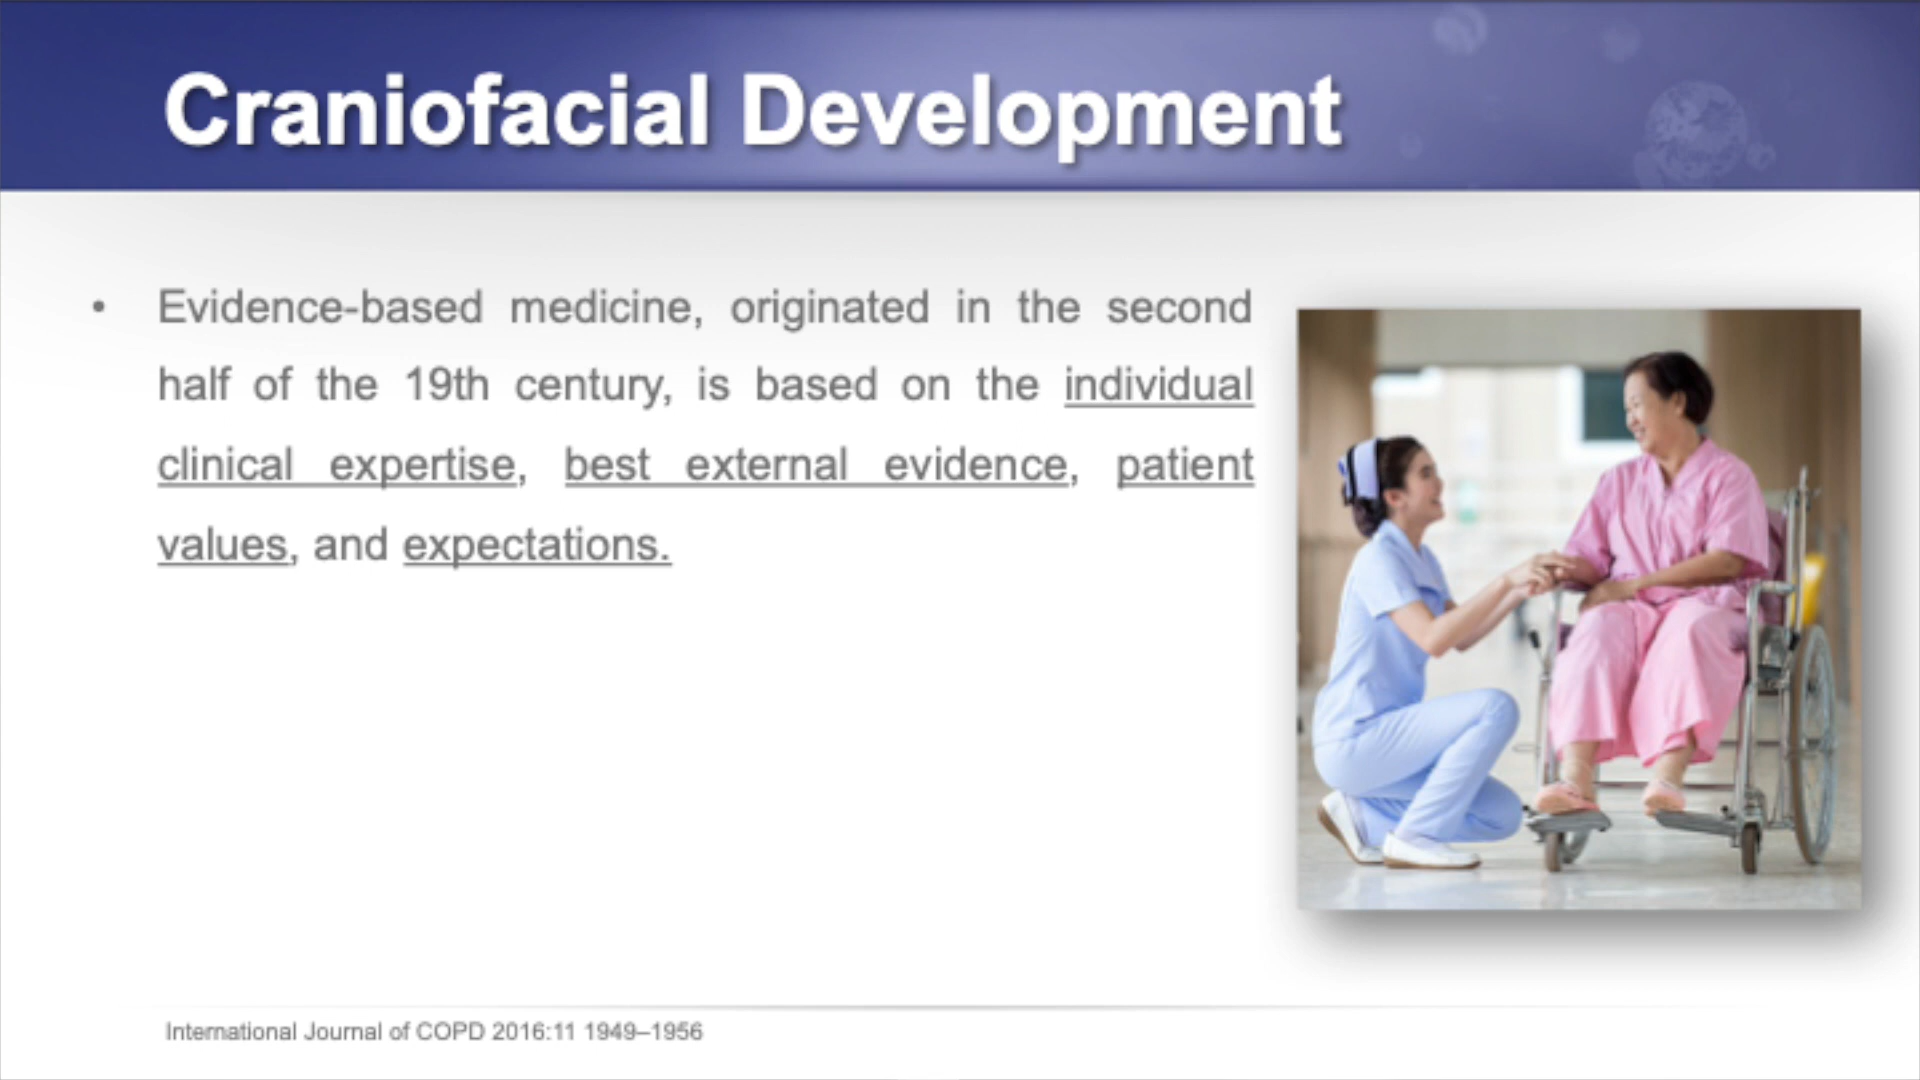 Craniofacial Development
• Evidence-based medicine, originated in the second
half of the 19th century, is based on the individual
clinical expertise, best external evidence, patient
values, and expectations.
International Journal of COPD 2016:11 1949–1956